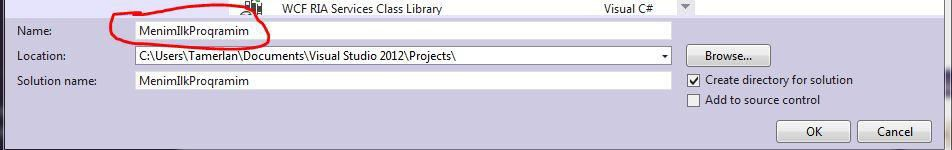 WCF RIA Services Class Library Visual C#
Name: MenimIlkProqramim
Location: C:\Users\Tamerlan\Documents\Visual Studio 2012\Projects\ Browse...
Solution name: MenimIlkProqramim Create directory for solution
Add to source control
OK Cancel